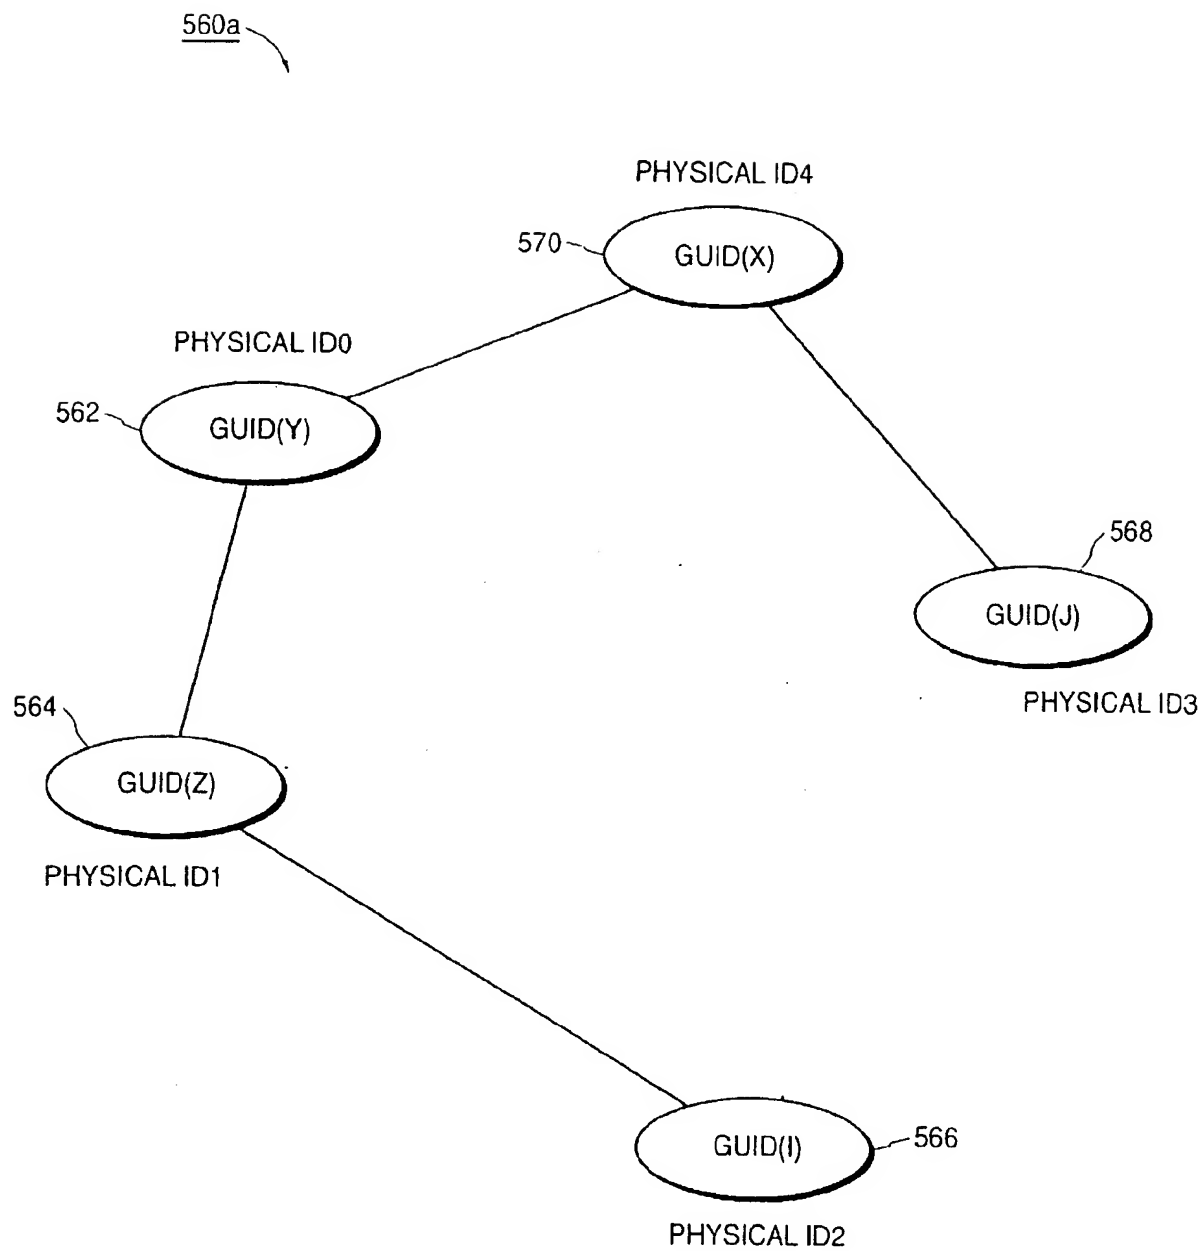 560a
PHYSICAL ID4
570
GUID(X)
PHYSICAL ID0
562
GUID(Y)
568
GUID(J)
PHYSICAL ID3
564
GUID(Z)
PHYSICAL ID1
GUID(I)
566
PHYSICAL ID2